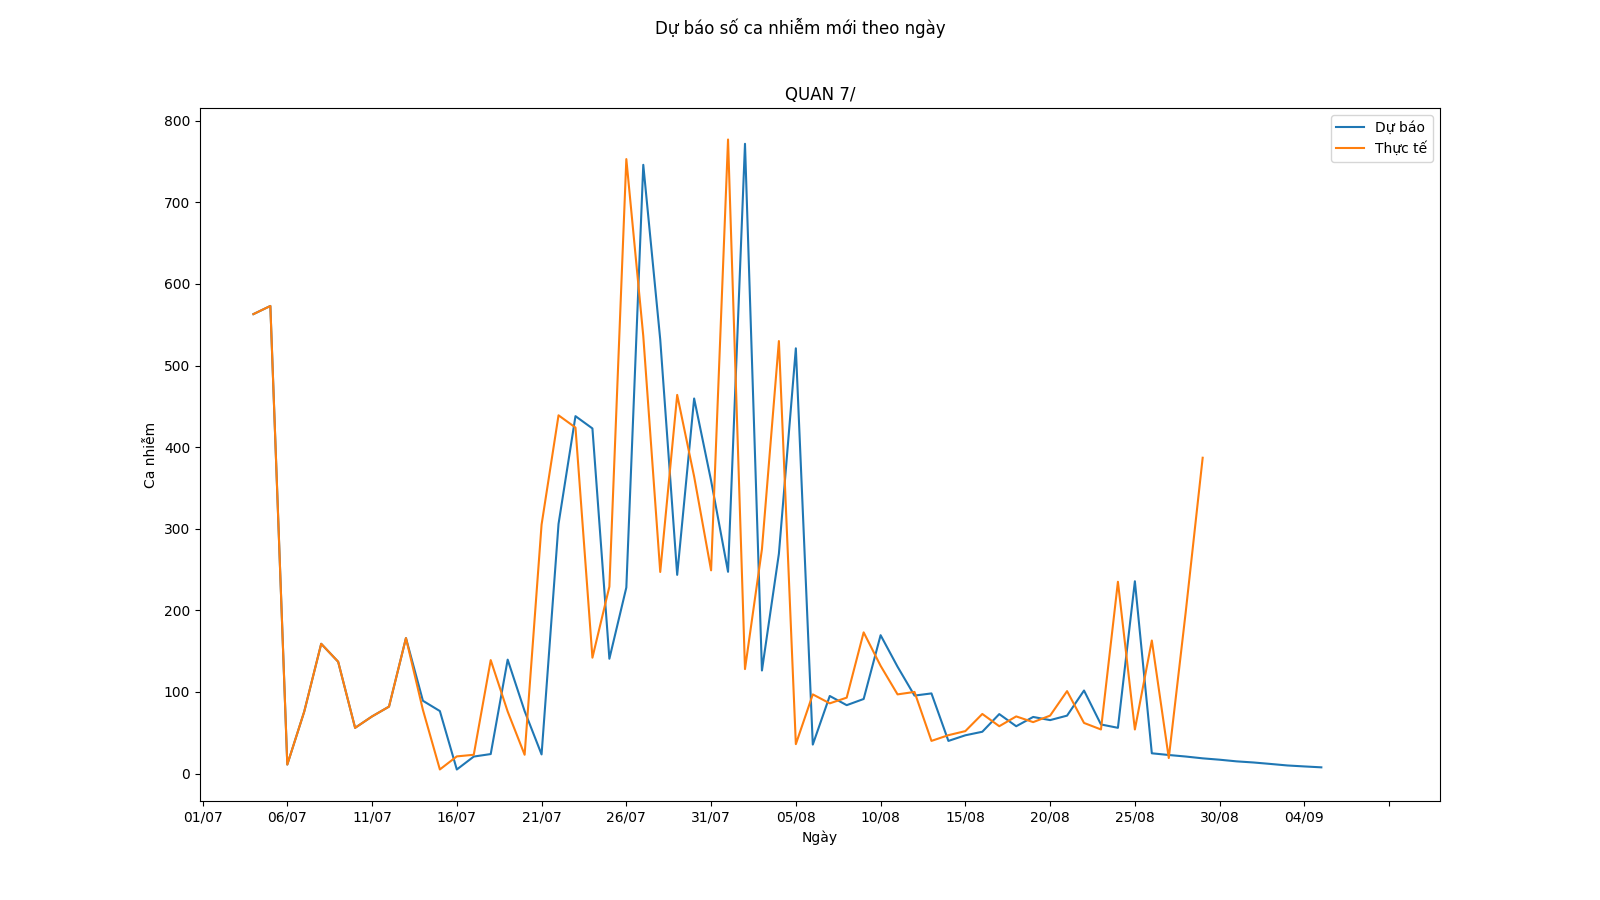 Dự báo số ca nhiễm mới theo ngày
QUAN 7/
Dự báo
Thực tế
800
700
600
500
400
300
200
100
0
Ca nhiễm
01/07 06/07 11/07 16/07 21/07 26/07 31/07 05/08 10/08 15/08 20/08 25/08 30/08 04/09
Ngày